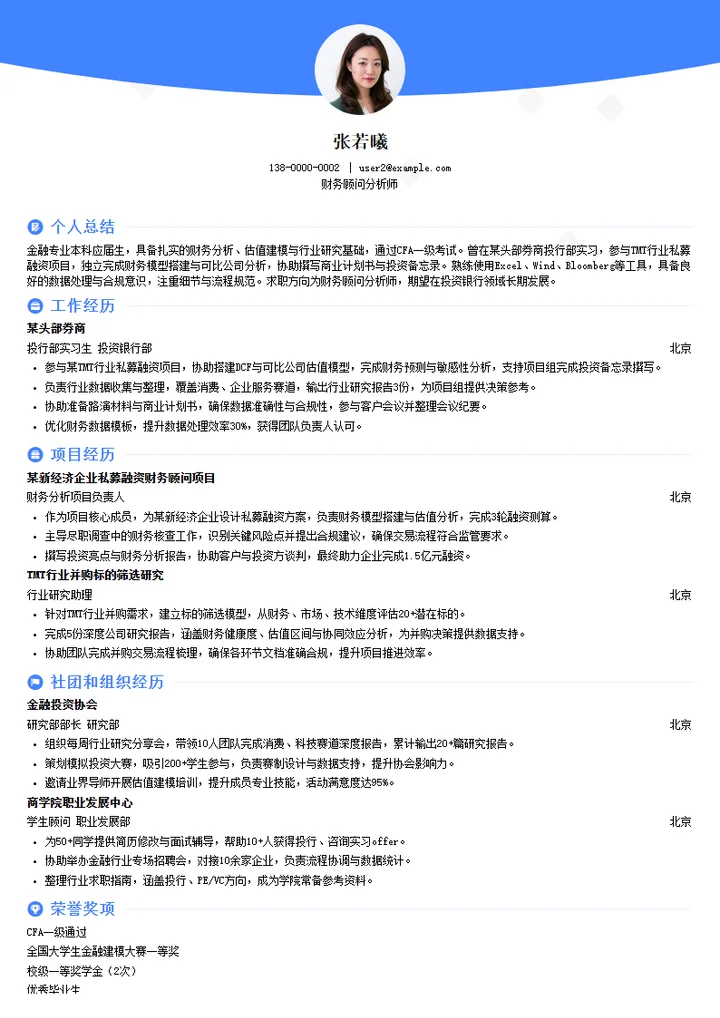 张若曦
138-0000-0002 | user2@example.com
财务顾问分析师
个人总结
金融专业本科应届生，具备扎实的财务分析、估值建模与行业研究基础，通过CFA一级考试。曾在某头部券商投行部实习，参与TMT行业私募
融资项目，独立完成财务模型搭建与可比公司分析，协助撰写商业计划书与投资备忘录。熟练使用Excel、Wind、Bloomberg等工具，具备良
好的数据处理与合规意识，注重细节与流程规范。求职方向为财务顾问分析师，期望在投资银行领域长期发展。
工作经历
某头部券商
投行部实习生 投资银行部 北京
• 参与某TMT行业私募融资项目，协助搭建DCF与可比公司估值模型，完成财务预测与敏感性分析，支持项目组完成投资备忘录撰写。
• 负责行业数据收集与整理，覆盖消费、企业服务赛道，输出行业研究报告3份，为项目组提供决策参考。
• 协助准备路演材料与商业计划书，确保数据准确性与合规性，参与客户会议并整理会议纪要。
• 优化财务数据模板，提升数据处理效率30%，获得团队负责人认可。
项目经历
某新经济企业私募融资财务顾问项目
财务分析项目负责人 北京
• 作为项目核心成员，为某新经济企业设计私募融资方案，负责财务模型搭建与估值分析，完成3轮融资测算。
• 主导尽职调查中的财务核查工作，识别关键风险点并提出合规建议，确保交易流程符合监管要求。
• 撰写投资亮点与财务分析报告，协助客户与投资方谈判，最终助力企业完成1.5亿元融资。
TMT行业并购标的筛选研究
行业研究助理 北京
• 针对TMT行业并购需求，建立标的筛选模型，从财务、市场、技术维度评估20+潜在标的。
• 完成5份深度公司研究报告，涵盖财务健康度、估值区间与协同效应分析，为并购决策提供数据支持。
• 协助团队完成并购交易流程梳理，确保各环节文档准确合规，提升项目推进效率。
社团和组织经历
金融投资协会
研究部部长 研究部 北京
• 组织每周行业研究分享会，带领10人团队完成消费、科技赛道深度报告，累计输出20+篇研究报告。
• 策划模拟投资大赛，吸引200+学生参与，负责赛制设计与数据支持，提升协会影响力。
• 邀请业界导师开展估值建模培训，提升成员专业技能，活动满意度达95%。
商学院职业发展中心
学生顾问 职业发展部 北京
• 为50+同学提供简历修改与面试辅导，帮助10+人获得投行、咨询实习offer。
• 协助举办金融行业专场招聘会，对接10余家企业，负责流程协调与数据统计。
• 整理行业求职指南，涵盖投行、PE/VC方向，成为学院常备参考资料。
荣誉奖项
CFA一级通过
全国大学生金融建模大赛一等奖
校级一等奖学金（2次）
优秀毕业生